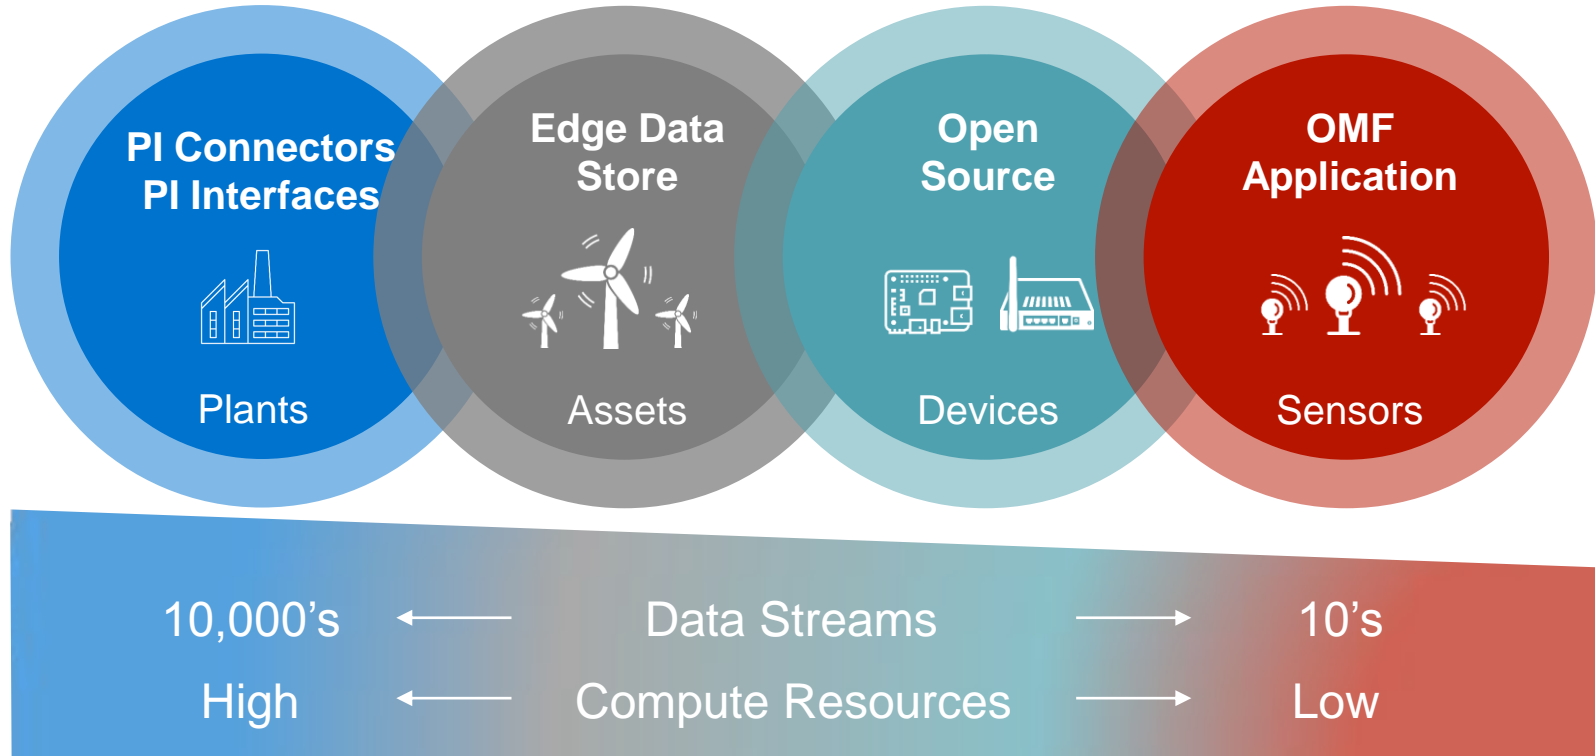 PI Connectors
PI Interfaces
Plants
Edge Data
Store
Assets
Open
Source
Devices
OMF
Application
Sensors
10,000’s
Data Streams
10’s
High
Compute Resources
Low